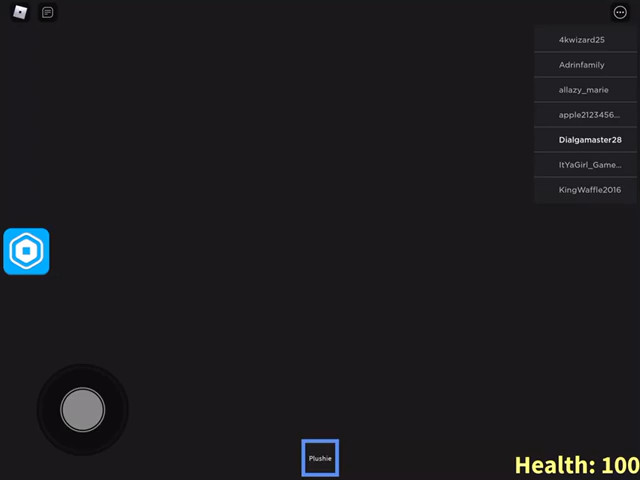 4kwizard25
Adrinfamily
allazy_marie
apple2123456...
Dialgamaster28
ItYaGirl_Game...
KingWaffle2016
Plushie
Health: 100